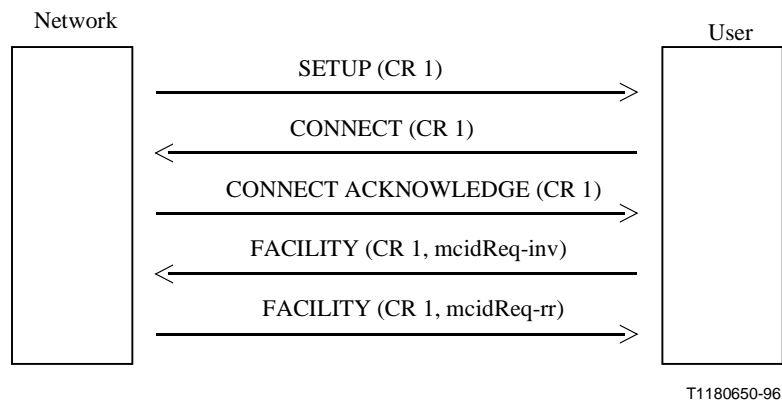 Network
User
SETUP (CR 1)
CONNECT (CR 1)
CONNECT ACKNOWLEDGE (CR 1)
FACILITY (CR 1, mcidReq-inv)
FACILITY (CR 1, mcidReq-rr)
T1180650-96